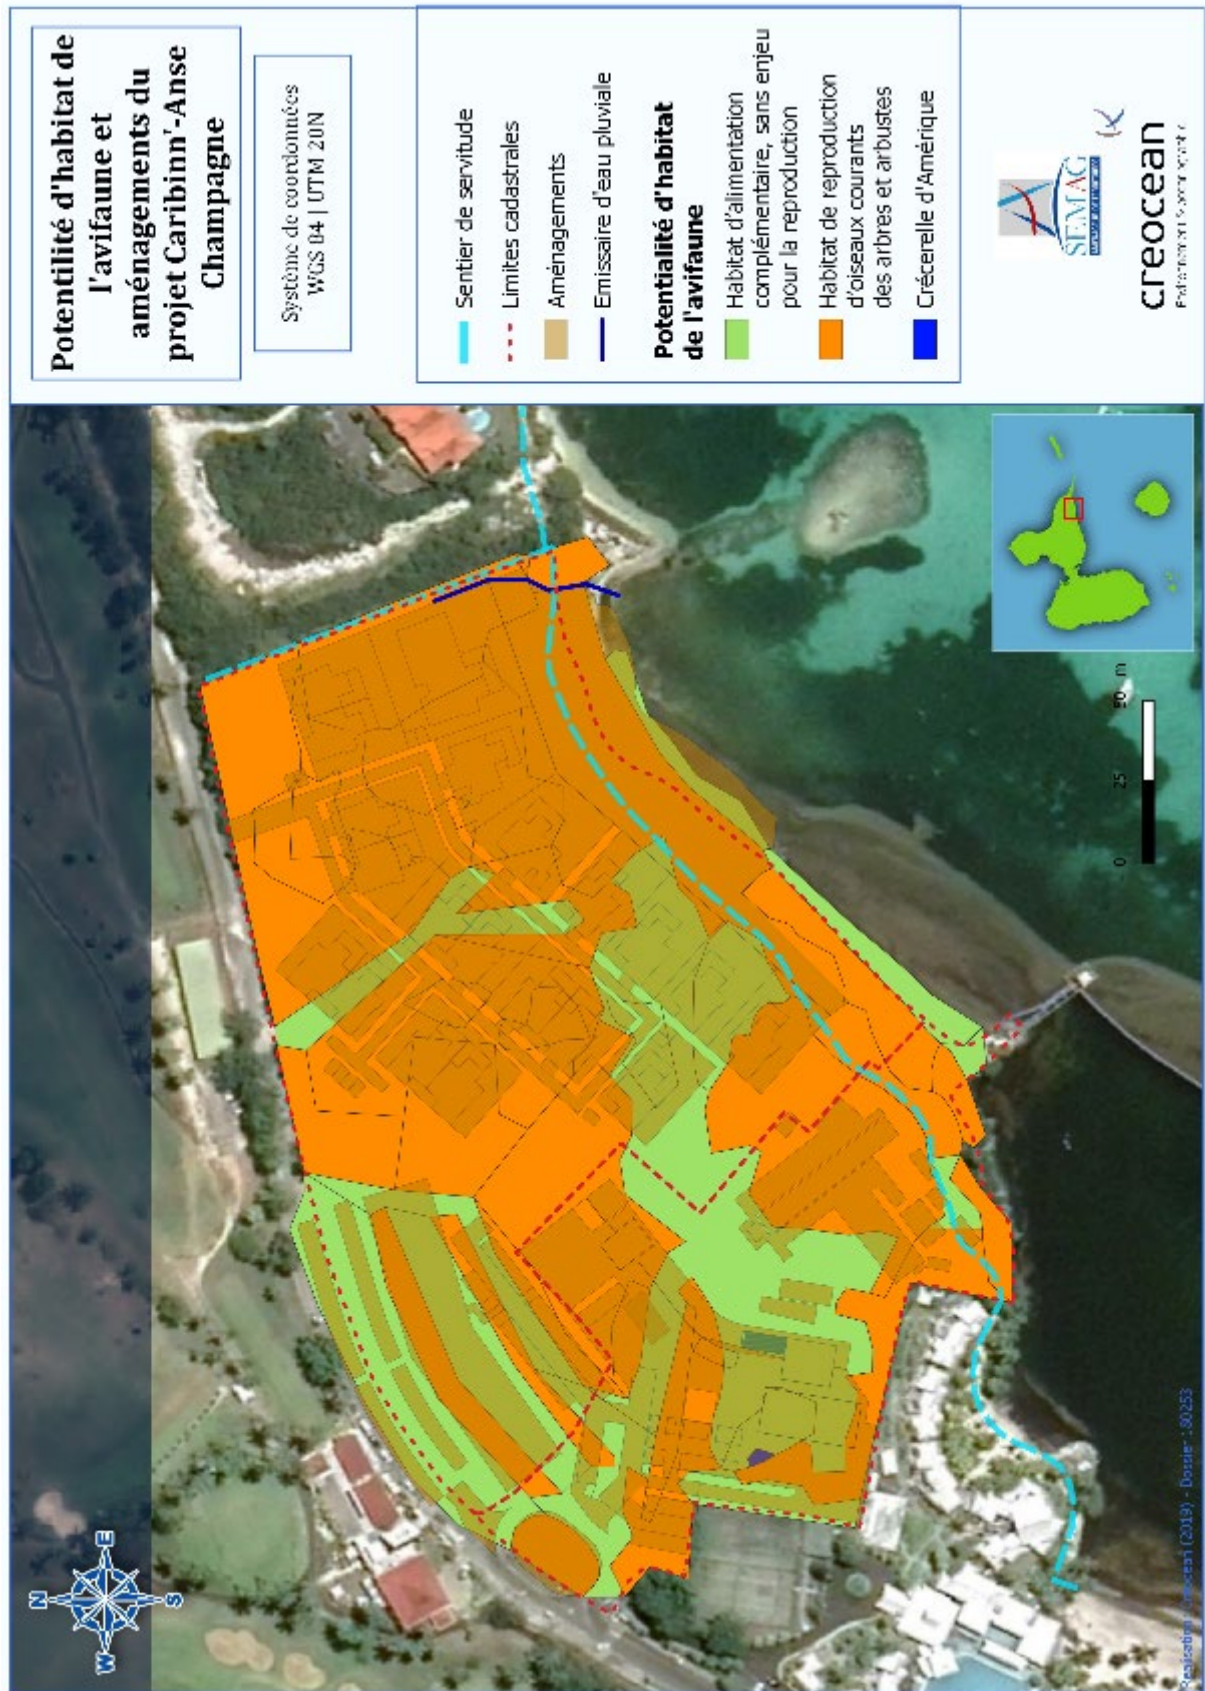 Potentilité d'habitat de
l'avifaune et
aménagements du
projet Caribinn'-Anse
Champagne
Système de coordonnées
WGS 84 | UTM 20N
Sentier de servitude
Limites cadastrales
Aménagements
Emissaire d'eau pluviale
Potentialité d'habitat
de l'avifaune
Habitat d'alimentation
complémentaire, sans enjeu
pour la reproduction
Habitat de reproduction
d'oiseaux courants
des arbres et arbustes
Crécerelle d'Amérique
SEMAG
creocean
N
W
E
S
0
25
50 m
(2019) - Dossier